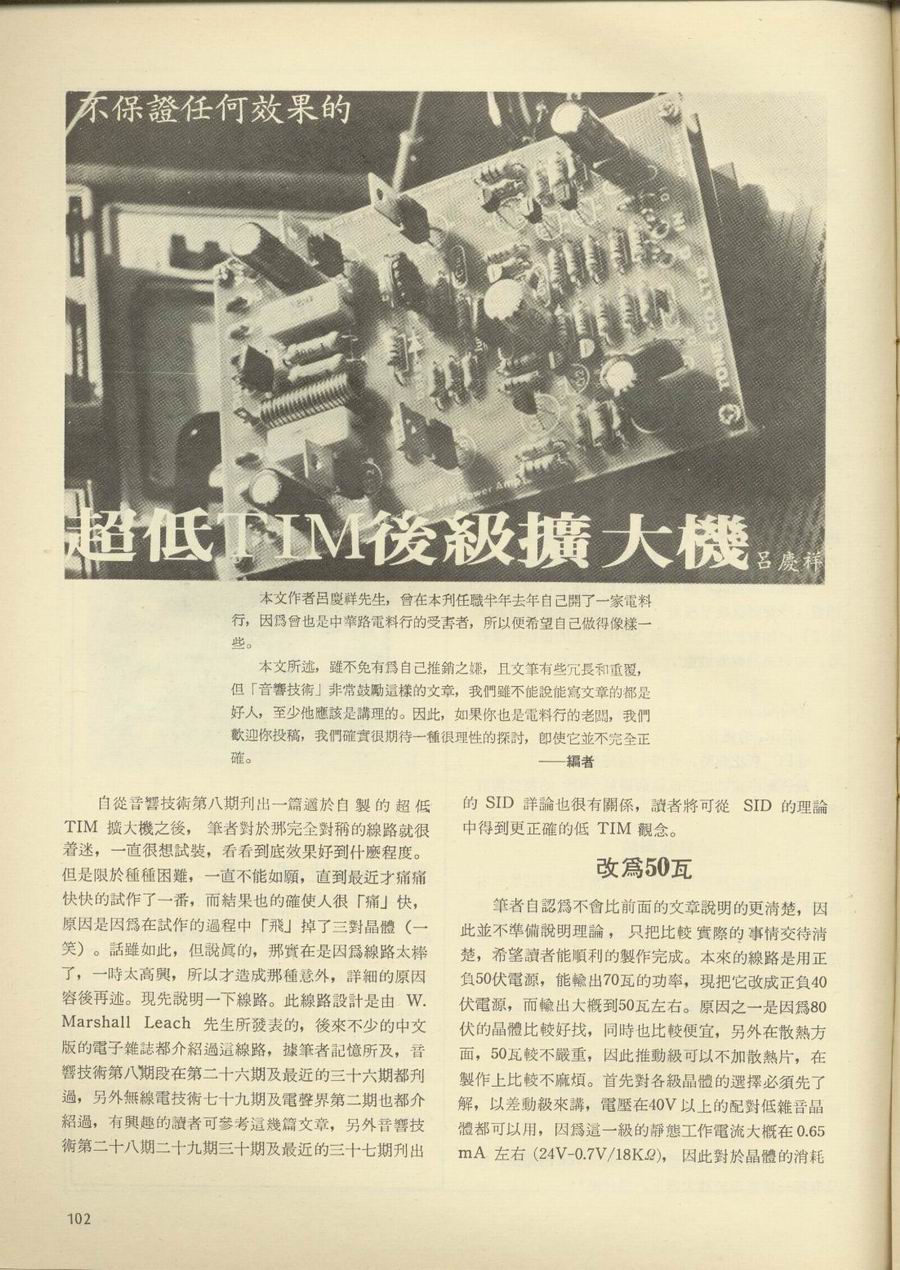 不保證任何效果的
TION CO LTD
IN
TIM Power Amp
超低TIM後級擴大機
呂慶祥
本文作者呂慶祥先生，曾在本刋任職半年去年自己開了一家電料
行，因爲曾也是中華路電料行的受害者，所以便希望自己做得像樣一
些。
本文所述，雖不免有爲自己推銷之嫌，且文筆有些冗長和重覆，
但「音響技術」非常鼓勵這樣的文章，我們雖不能說能寫文章的都是
好人，至少他應該是講理的。因此，如果你也是電料行的老闆，我們
歡迎你投稿，我們確實很期待一種很理性的探討，卽使它並不完全正
確。
——編者
自從音響技術第八期刋出一篇適於自製的超低
TIM 擴大機之後， 筆者對於那完全對稱的線路就很
着迷，一直很想試裝，看看到底效果好到什麼程度。
但是限於種種困難，一直不能如願，直到最近才痛痛
快快的試作了一番，而結果也的確使人很「痛」快，
原因是因爲在試作的過程中「飛」掉了三對晶體（一
笑）。話雖如此，但說眞的，那實在是因爲線路太棒
了，一時太高興，所以才造成那種意外，詳細的原因
容後再述。現先說明一下線路。此線路設計是由 W.
Marshall Leach 先生所發表的，後來不少的中文
版的電子雜誌都介紹過這線路，據筆者記憶所及，音
響技術第八期段在第二十六期及最近的三十六期都刋
過，另外無線電技術七十九期及電聲界第二期也都介
紹過，有興趣的讀者可參考這幾篇文章，另外音響技
術第二十八期二十九期三十期及最近的三十七期刋出
的 SID 詳論也很有關係，讀者將可從 SID 的理論
中得到更正確的低 TIM 觀念。
改爲50瓦
筆者自認爲不會比前面的文章說明的更清楚，因
此並不準備說明理論， 只把比較實際的事情交待清
楚，希望讀者能順利的製作完成。本來的線路是用正
負50伏電源，能輸出70瓦的功率，現把它改成正負40
伏電源，而輸出大槪到50瓦左右。原因之一是因爲80
伏的晶體比較好找，同時也比較便宜，另外在散熱方
面，50瓦較不嚴重，因此推動級可以不加散熱片，在
製作上比較不麻煩。首先對各級晶體的選擇必須先了
解，以差動級來講，電壓在40V以上的配對低雜音晶
體都可以用，因爲這一級的靜態工作電流大槪在0.65
mA 左右 (24V-0.7V/18KΩ)， 因此對於晶體的消耗
102